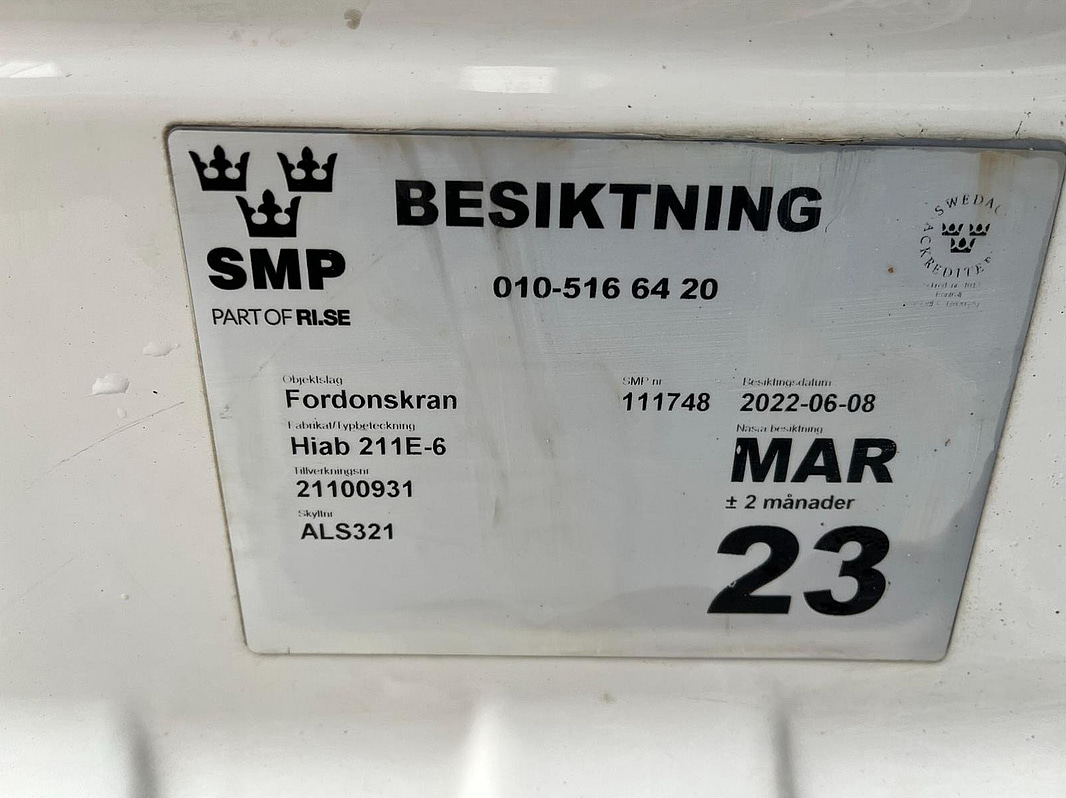 BESIKTNING
SMP
PART OF RI.SE
010-516 64 20
SWEDAC
ACKREDITER
Objektslag
Fordonskran
Fabrikat/Typbeteckning
Hiab 211E-6
Tillverkningsnr
21100931
Skyltnr
ALS321
SMP nr
111748
Besiktingsdatum
2022-06-08
Nästa besiktning
MAR
± 2 månader
23